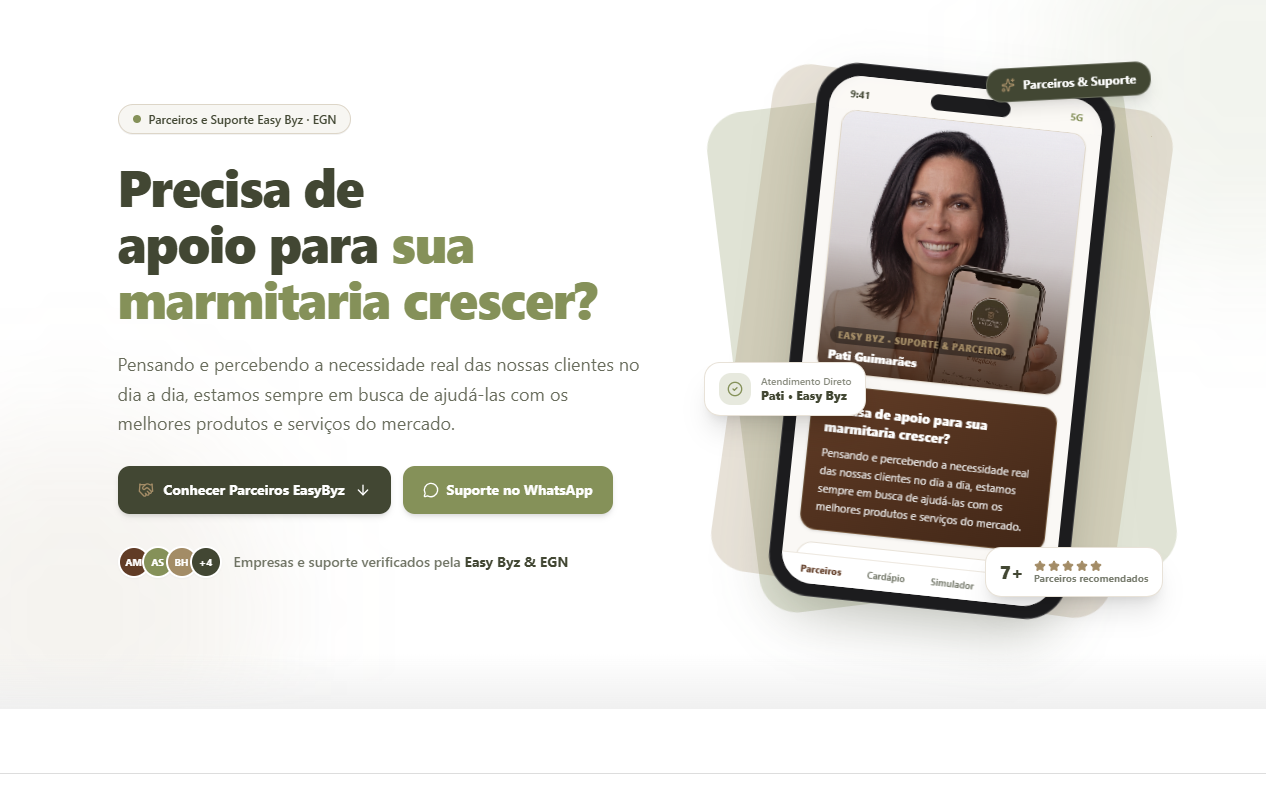 Parceiros e Suporte Easy Byz · EGN
Precisa de
apoio para sua
marmitaria crescer?
Pensando e percebendo a necessidade real das nossas clientes no
dia a dia, estamos sempre em busca de ajudá-las com os
melhores produtos e serviços do mercado.
Conhecer Parceiros EasyByz
Suporte no WhatsApp
AM AS BH +4
Empresas e suporte verificados pela Easy Byz & EGN
Parceiros & Suporte
9:41
5G
EASY BYZ • SUPORTE & PARCEIROS
Pati Guimarães
Atendimento Direto
Pati • Easy Byz
de apoio para sua
marmitaria crescer?
Pensando e percebendo a necessidade real
das nossas clientes no dia a dia, estamos
sempre em busca de ajudá-las com os
melhores produtos e serviços do mercado.
Parceiros
Cardápio
Simulador
7+
Parceiros recomendados